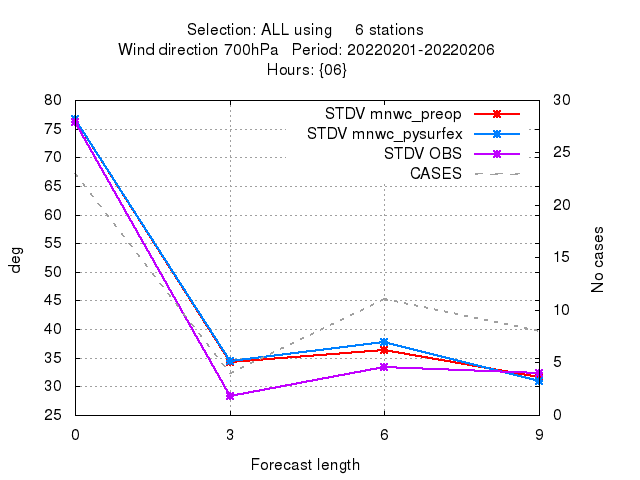 Selection: ALL using 6 stations
Wind direction 700hPa Period: 20220201-20220206
Hours: {06}
STDV mnwc_preop
STDV mnwc_pysurfex
STDV OBS
CASES
deg
80
75
70
65
60
55
50
45
40
35
30
25
30
25
20
15
10
5
0
No cases
0 3 6 9
Forecast length